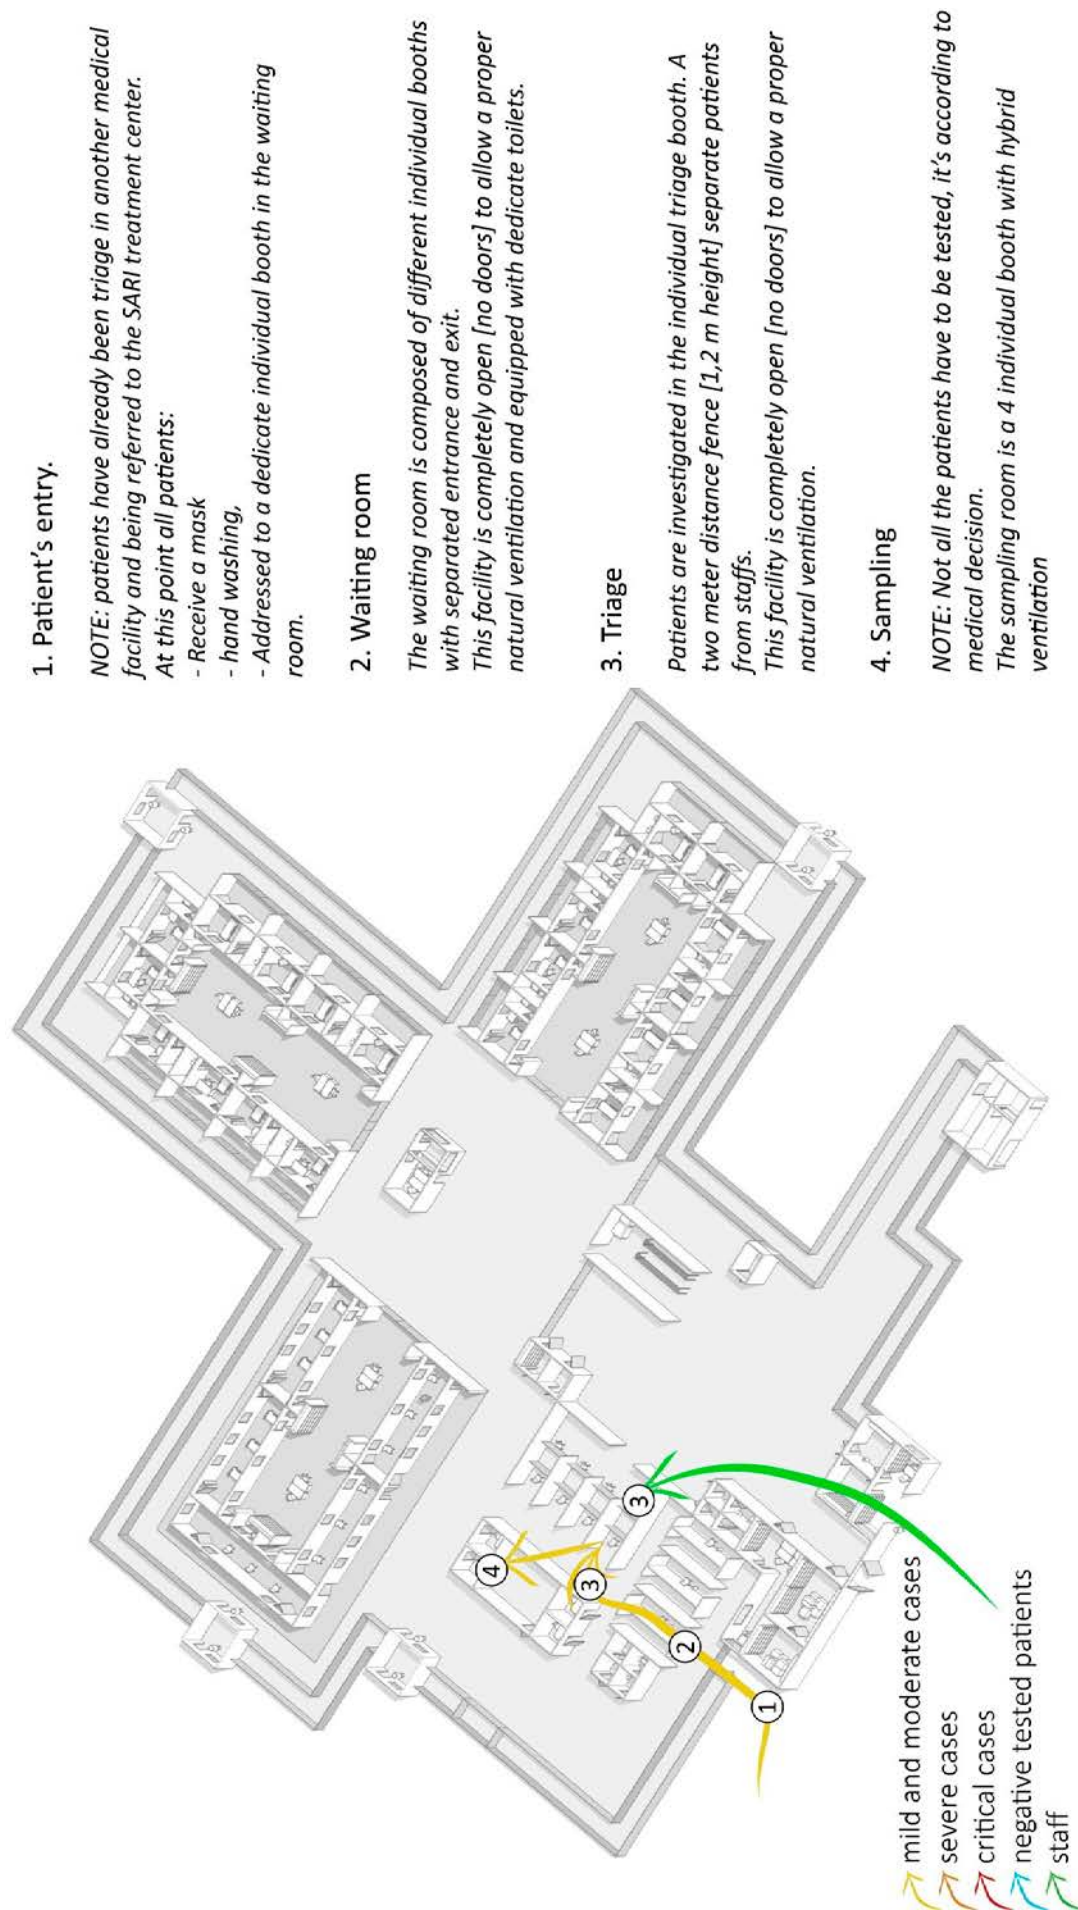 1. Patient's entry.
NOTE: patients have already been triage in another medical
facility and being referred to the SARI treatment center.
At this point all patients:
- Receive a mask
- hand washing,
- Addressed to a dedicate individual booth in the waiting
room.
2. Waiting room
The waiting room is composed of different individual booths
with separated entrance and exit.
This facility is completely open [no doors] to allow a proper
natural ventilation and equipped with dedicate toilets.
3. Triage
Patients are investigated in the individual triage booth. A
two meter distance fence [1,2 m height] separate patients
from staffs.
This facility is completely open [no doors] to allow a proper
natural ventilation.
4. Sampling
NOTE: Not all the patients have to be tested, it's according to
medical decision.
The sampling room is a 4 individual booth with hybrid
ventilation
1
2
3
3
4
mild and moderate cases
severe cases
critical cases
negative tested patients
staff